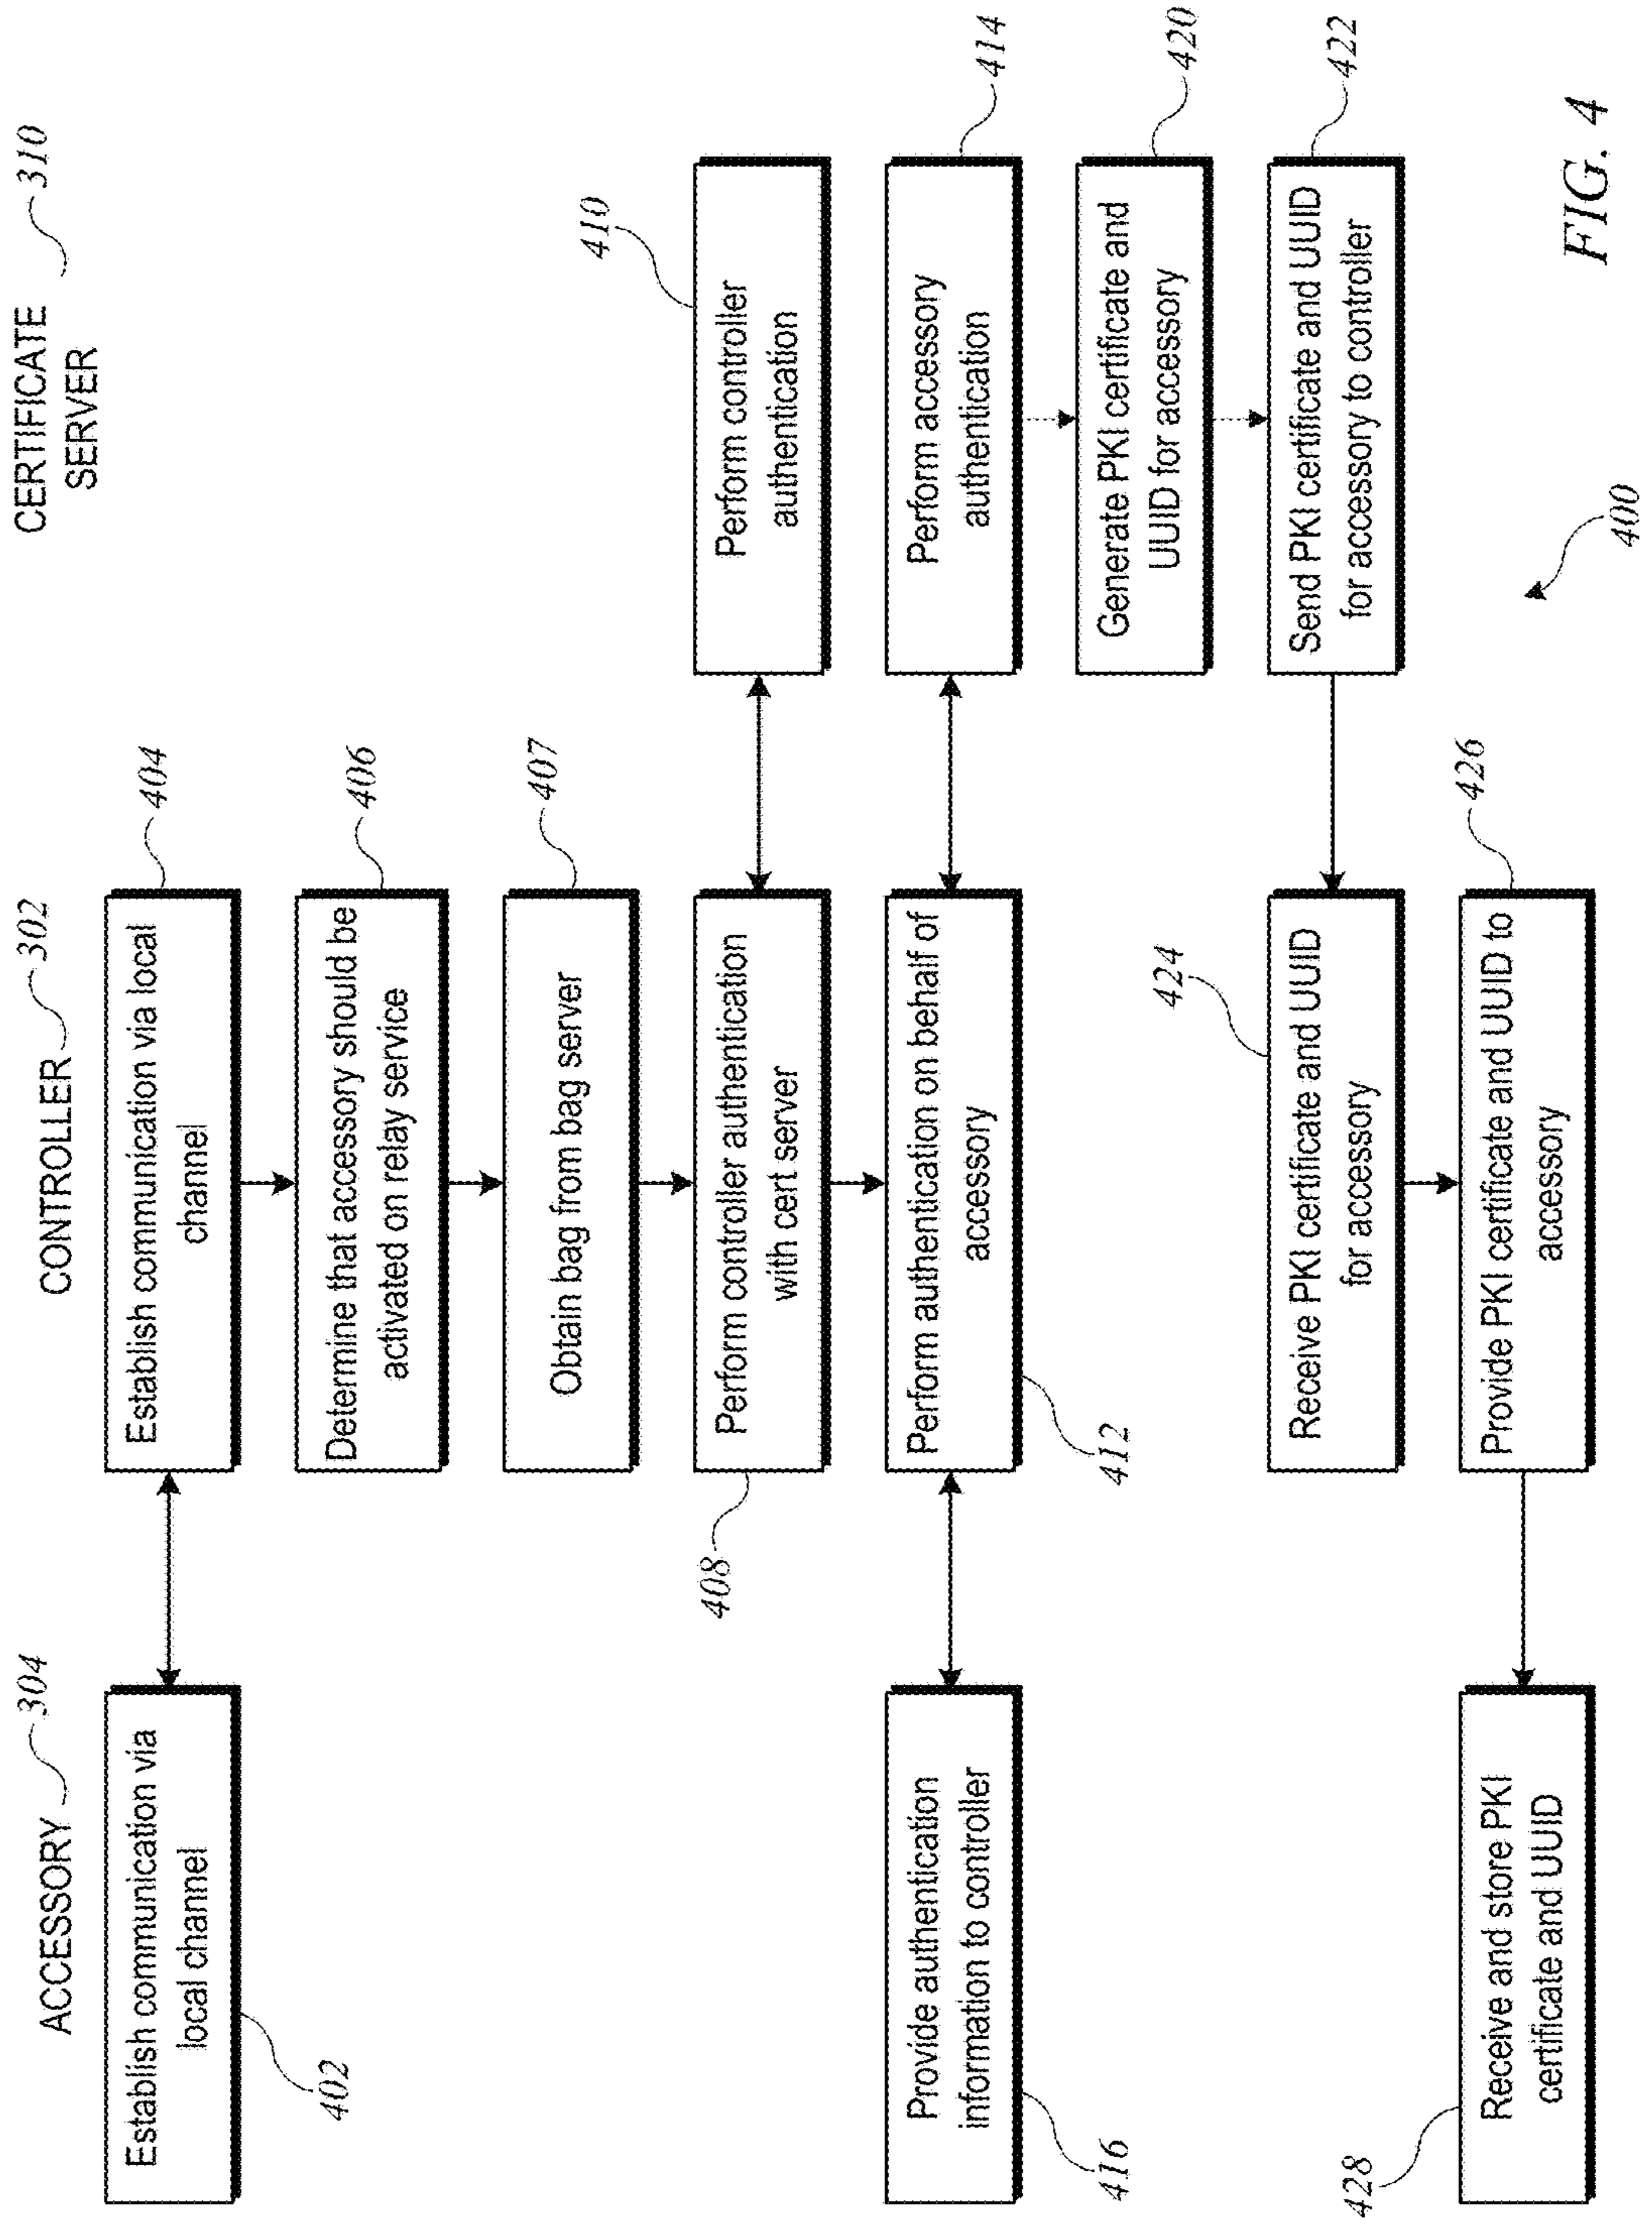 ACCESSORY 304
CONTROLLER 302
CERTIFICATE 310
SERVER
Establish communication via
local channel
402
Establish communication via local
channel
404
Determine that accessory should be
activated on relay service
406
Obtain bag from bag server
407
Perform controller authentication
with cert server
408
Perform controller
authentication
410
Provide authentication
information to controller
416
Perform authentication on behalf of
accessory
412
Perform accessory
authentication
414
Generate PKI certificate and
UUID for accessory
420
Receive PKI certificate and UUID
for accessory
424
Send PKI certificate and UUID
for accessory to controller
422
Receive and store PKI
certificate and UUID
428
Provide PKI certificate and UUID to
accessory
426
400
FIG. 4